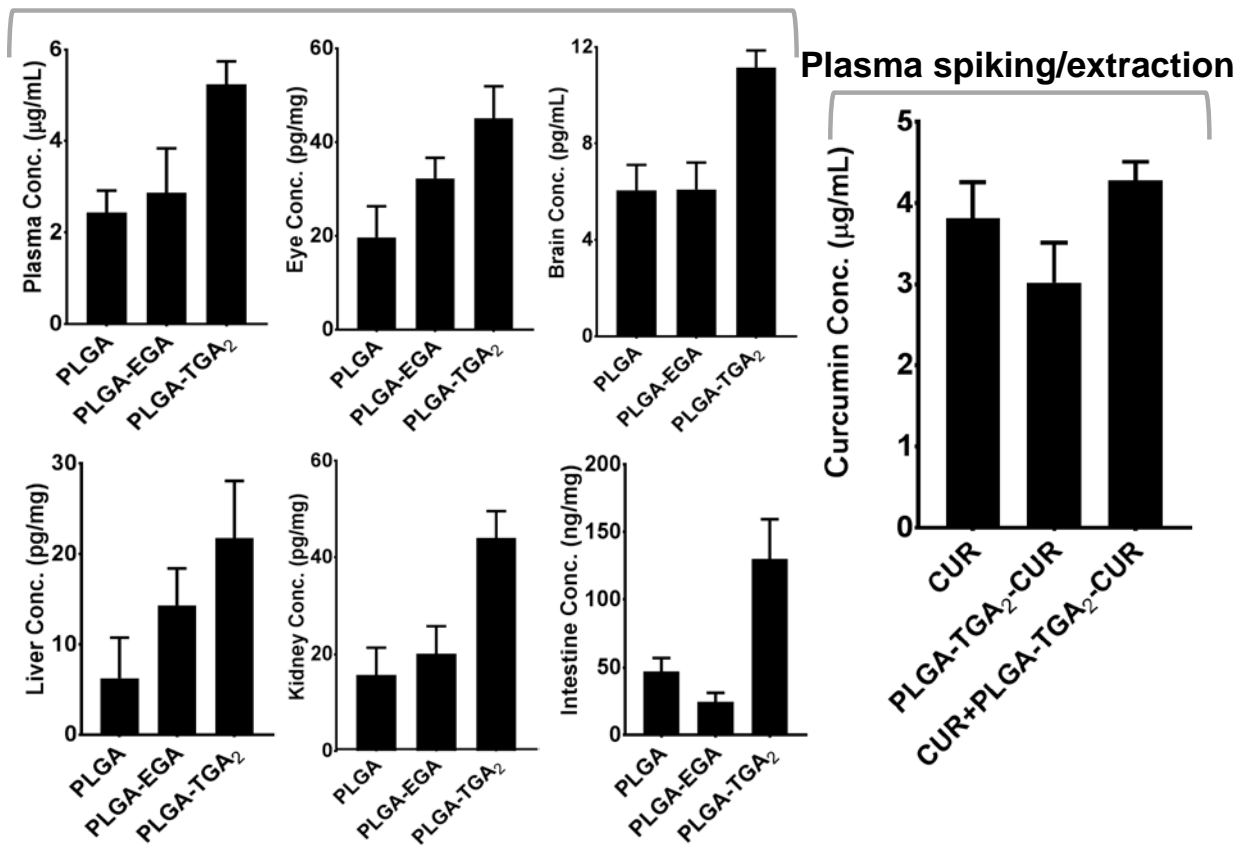 Plasma spiking/extraction
Plasma Conc. (µg/mL)
6
4
2
0
PLGA
PLGA-EGA
PLGA-TGA₂
Eye Conc. (pg/mg)
60
40
20
0
PLGA
PLGA-EGA
PLGA-TGA₂
Brain Conc. (pg/mL)
12
8
4
0
PLGA
PLGA-EGA
PLGA-TGA₂
Curcumin Conc. (µg/mL)
5
4
3
2
1
0
CUR
PLGA-TGA₂-CUR
CUR+PLGA-TGA₂-CUR
Liver Conc. (pg/mg)
30
20
10
0
PLGA
PLGA-EGA
PLGA-TGA₂
Kidney Conc. (pg/mg)
60
40
20
0
PLGA
PLGA-EGA
PLGA-TGA₂
Intestine Conc. (ng/mg)
200
150
100
50
0
PLGA
PLGA-EGA
PLGA-TGA₂